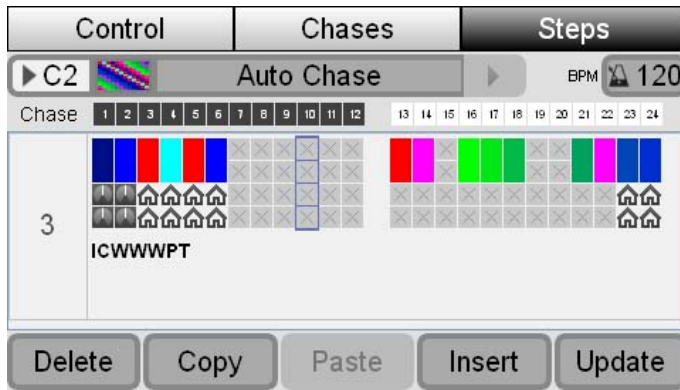 Control Chases Steps
C2 Auto Chase BPM 120
Chase 1 2 3 4 5 6 7 8 9 10 11 12 13 14 15 16 17 18 19 20 21 22 23 24
3
ICWWWPT
Delete Copy Paste Insert Update